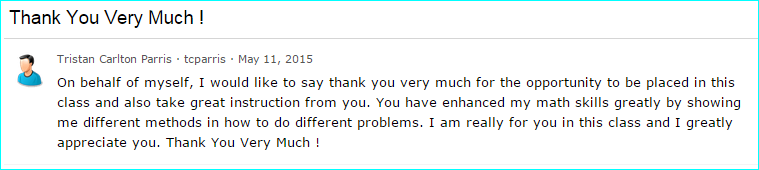 Thank You Very Much !
Tristan Carlton Parris · tcparris · May 11, 2015
On behalf of myself, I would like to say thank you very much for the opportunity to be placed in this
class and also take great instruction from you. You have enhanced my math skills greatly by showing
me different methods in how to do different problems. I am really for you in this class and I greatly
appreciate you. Thank You Very Much !